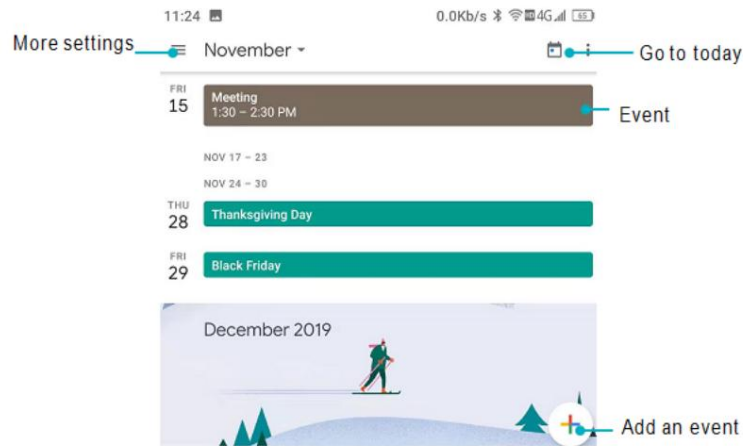 11:24 0.0Kb/s 4G 65
More settings
November
Go to today
FRI
15
Meeting
1:30 – 2:30 PM
Event
NOV 17 – 23
NOV 24 – 30
THU
28
Thanksgiving Day
FRI
29
Black Friday
December 2019
Add an event